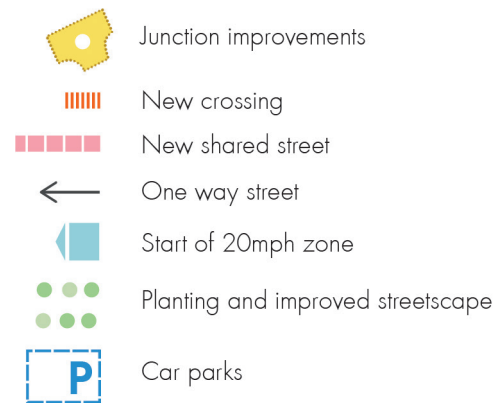 Junction improvements
New crossing
New shared street
One way street
Start of 20mph zone
Planting and improved streetscape
P Car parks